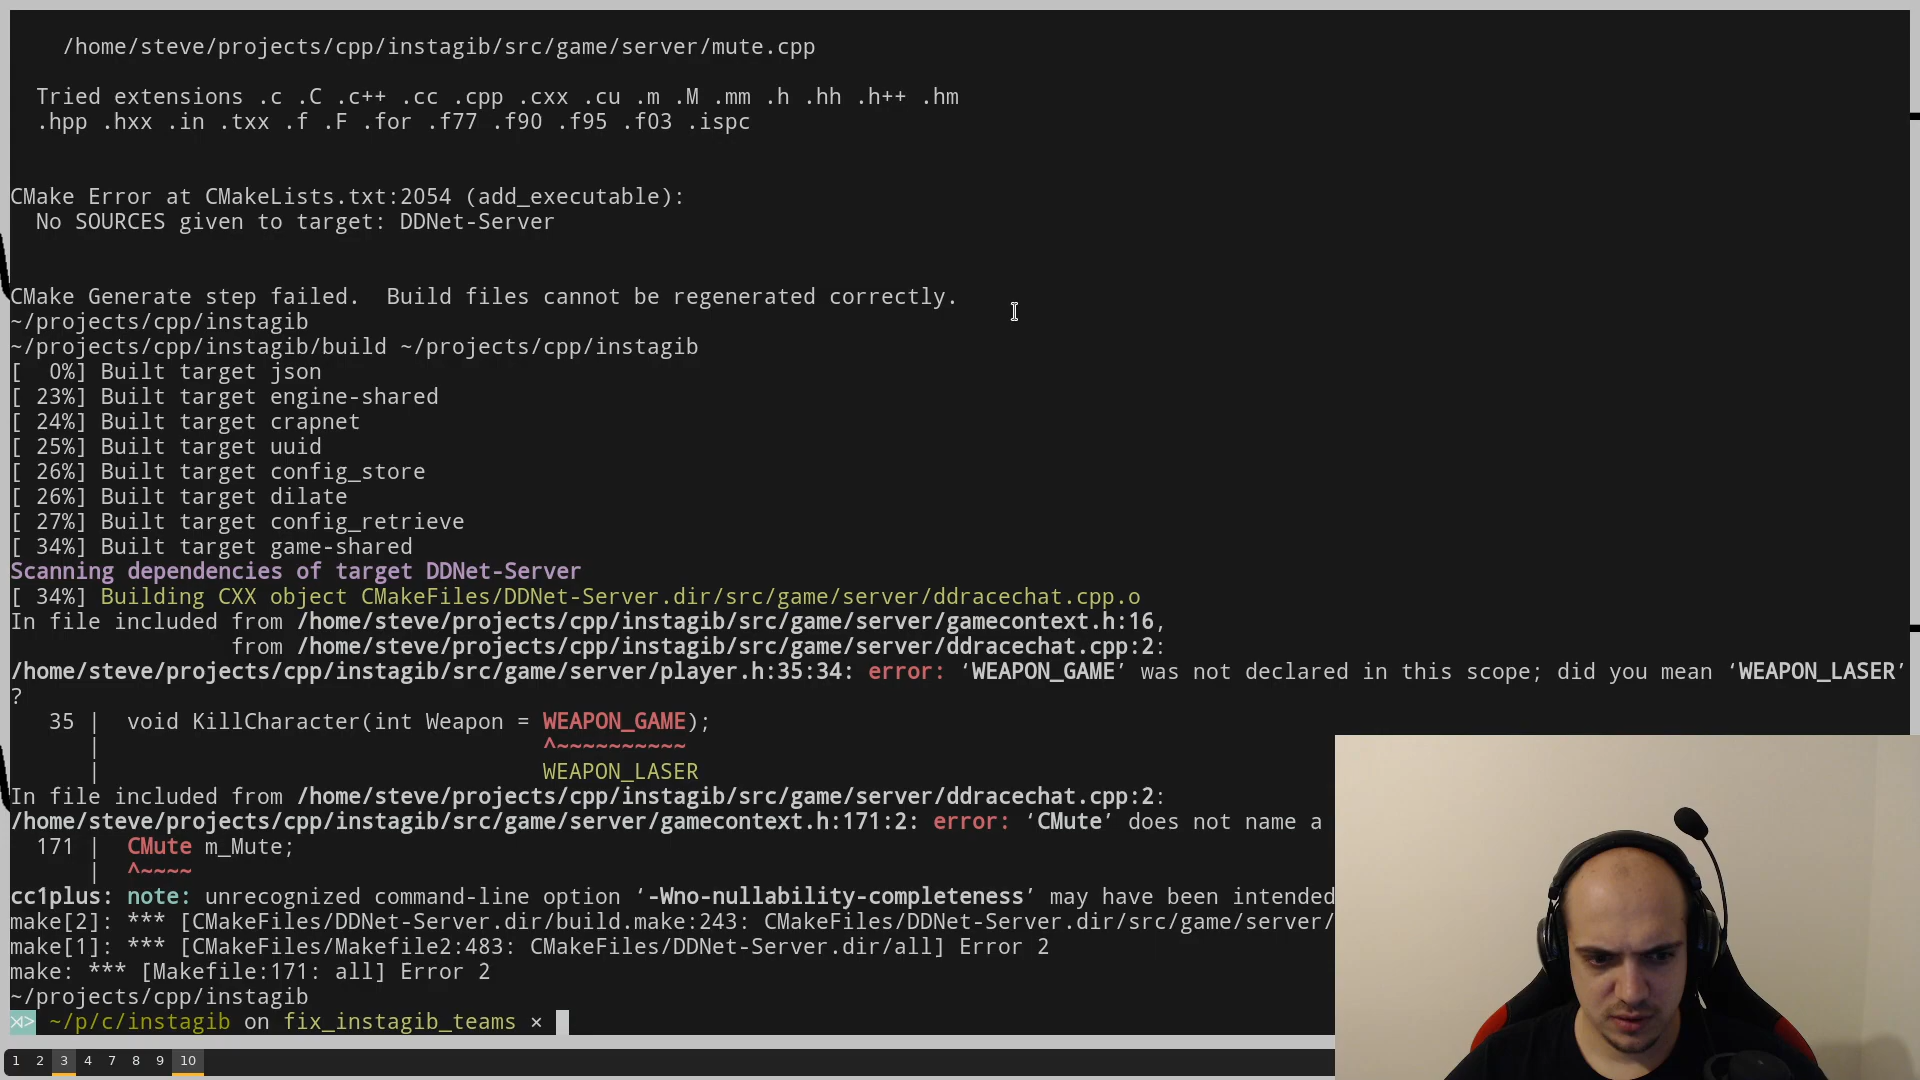 /home/steve/projects/cpp/instagib/src/game/server/mute.cpp
Tried extensions .c .C .c++ .cc .cpp .cxx .cu .m .M .mm .h .hh .h++ .hm
.hpp .hxx .in .txx .f .F .for .f77 .f90 .f95 .f03 .ispc
CMake Error at CMakeLists.txt:2054 (add_executable):
No SOURCES given to target: DDNet-Server
CMake Generate step failed.  Build files cannot be regenerated correctly.
~/projects/cpp/instagib
~/projects/cpp/instagib/build ~/projects/cpp/instagib
[  0%] Built target json
[ 23%] Built target engine-shared
[ 24%] Built target crapnet
[ 25%] Built target uuid
[ 26%] Built target config_store
[ 26%] Built target dilate
[ 27%] Built target config_retrieve
[ 34%] Built target game-shared
Scanning dependencies of target DDNet-Server
[ 34%] Building CXX object CMakeFiles/DDNet-Server.dir/src/game/server/ddracechat.cpp.o
In file included from /home/steve/projects/cpp/instagib/src/game/server/gamecontext.h:16,
from /home/steve/projects/cpp/instagib/src/game/server/ddracechat.cpp:2:
/home/steve/projects/cpp/instagib/src/game/server/player.h:35:34: error: ‘WEAPON_GAME’ was not declared in this scope; did you mean ‘WEAPON_LASER’
?
35 |  void KillCharacter(int Weapon = WEAPON_GAME);
|                                  ^~~~~~~~~~~
|                                  WEAPON_LASER
In file included from /home/steve/projects/cpp/instagib/src/game/server/ddracechat.cpp:2:
/home/steve/projects/cpp/instagib/src/game/server/gamecontext.h:171:2: error: ‘CMute’ does not name a
171 |  CMute m_Mute;
|  ^~~~~
cc1plus: note: unrecognized command-line option ‘-Wno-nullability-completeness’ may have been intended
make[2]: *** [CMakeFiles/DDNet-Server.dir/build.make:243: CMakeFiles/DDNet-Server.dir/src/game/server/
make[1]: *** [CMakeFiles/Makefile2:483: CMakeFiles/DDNet-Server.dir/all] Error 2
make: *** [Makefile:171: all] Error 2
~/projects/cpp/instagib
~/p/c/instagib on fix_instagib_teams ×
1 2 3 4 7 8 9 10